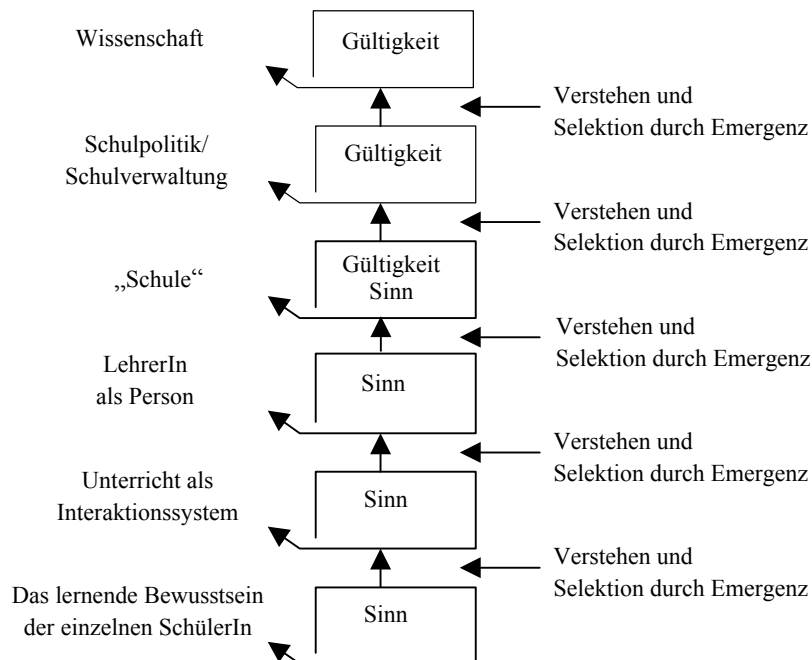 Wissenschaft
Gültigkeit
Verstehen und
Selektion durch Emergenz
Schulpolitik/
Schulverwaltung
Gültigkeit
Verstehen und
Selektion durch Emergenz
„Schule“
Gültigkeit
Sinn
Verstehen und
Selektion durch Emergenz
LehrerIn
als Person
Sinn
Verstehen und
Selektion durch Emergenz
Unterricht als
Interaktionssystem
Sinn
Verstehen und
Selektion durch Emergenz
Das lernende Bewusstsein
der einzelnen SchülerIn
Sinn